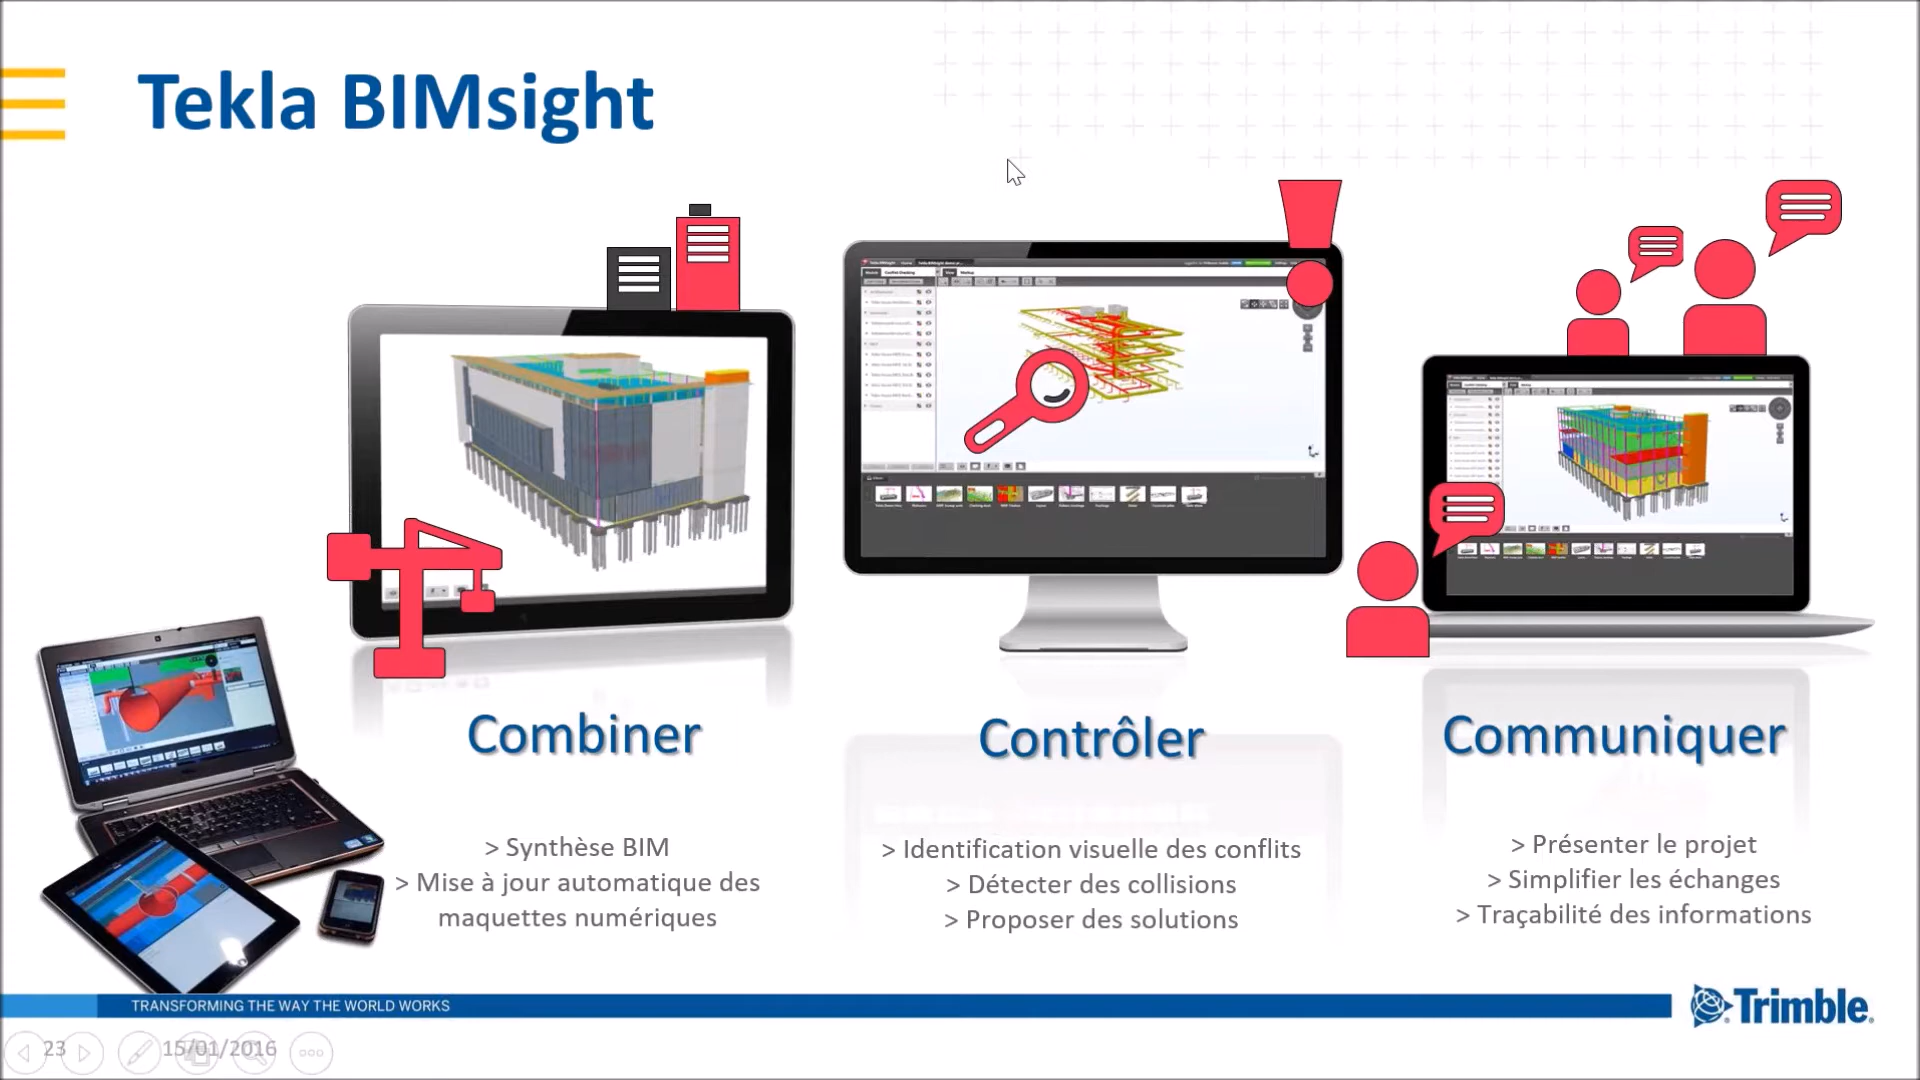 Tekla BIMsight
Combiner
Contrôler
Communiquer
> Synthèse BIM
> Mise à jour automatique des
maquettes numériques
> Identification visuelle des conflits
> Détecter des collisions
> Proposer des solutions
> Présenter le projet
> Simplifier les échanges
> Traçabilité des informations
TRANSFORMING THE WAY THE WORLD WORKS
Trimble.
23
15/01/2016